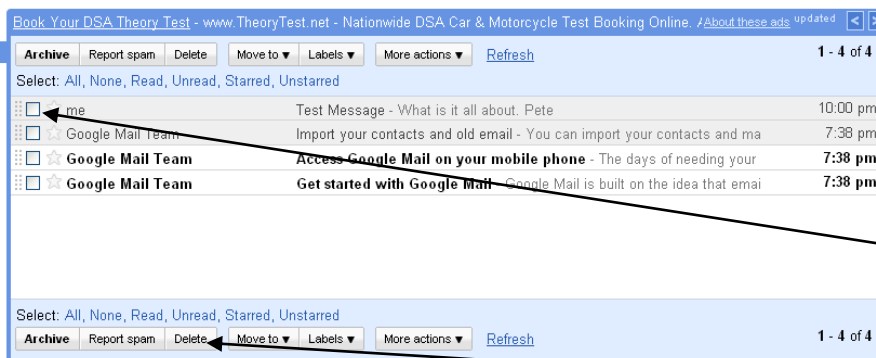 Book Your DSA Theory Test - www.TheoryTest.net - Nationwide DSA Car & Motorcycle Test Booking Online. / About these ads updated < >
Archive Report spam Delete Move to ▼ Labels ▼ More actions ▼ Refresh 1 - 4 of 4
Select: All, None, Read, Unread, Starred, Unstarred
me Test Message - What is it all about. Pete 10:00 pm
Google Mail Team Import your contacts and old email - You can import your contacts and ma 7:38 pm
Google Mail Team Access Google Mail on your mobile phone - The days of needing your 7:38 pm
Google Mail Team Get started with Google Mail - Google Mail is built on the idea that emai 7:38 pm
Select: All, None, Read, Unread, Starred, Unstarred
Archive Report spam Delete Move to ▼ Labels ▼ More actions ▼ Refresh 1 - 4 of 4